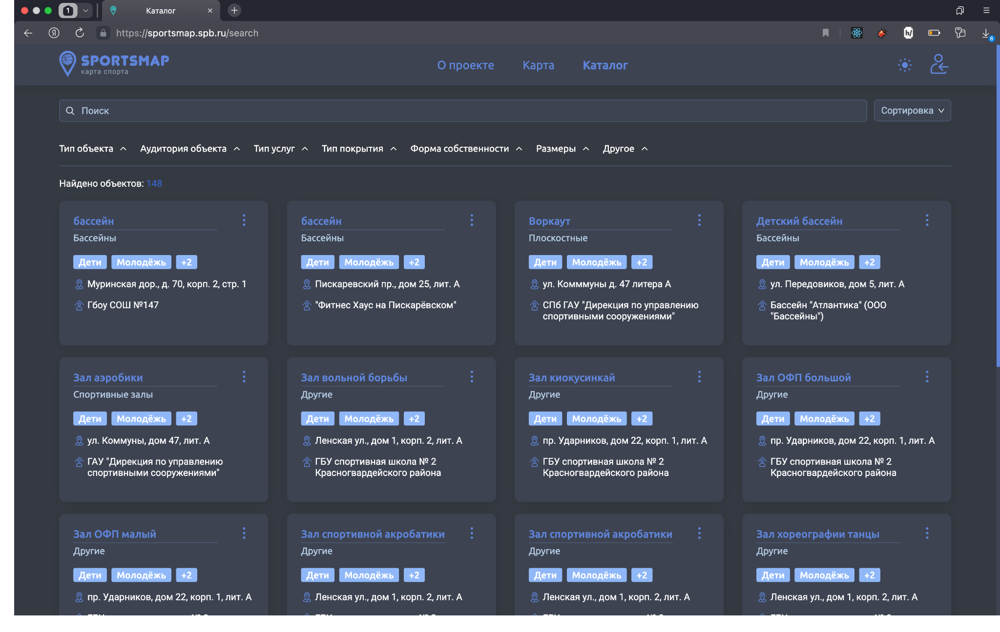 1
Каталог
https://sportsmap.spb.ru/search
6
SPORTSMAP
карта спорта
О проекте
Карта
Каталог
Поиск
Сортировка
Тип объекта
Аудитория объекта
Тип услуг
Тип покрытия
Форма собственности
Размеры
Другое
Найдено объектов: 148
бассейн
Бассейны
Дети Молодёжь +2
Муринская дор., д. 70, корп. 2, стр. 1
Гбоу СОШ №147
бассейн
Бассейны
Дети Молодёжь +2
Пискаревский пр., дом 25, лит. А
"Фитнес Хаус на Пискарёвском"
Воркаут
Плоскостные
Дети Молодёжь +2
ул. Комммуны д. 47 литера А
СПб ГАУ "Дирекция по управлению
спортивными сооружениями"
Детский бассейн
Бассейны
Дети Молодёжь +2
ул. Передовиков, дом 5, лит. А
Бассейн "Атлантика" (ООО
"Бассейны")
Зал аэробики
Спортивные залы
Дети Молодёжь +2
ул. Коммуны, дом 47, лит. А
ГАУ "Дирекция по управлению
спортивными сооружениями"
Зал вольной борьбы
Другие
Дети Молодёжь +2
Ленская ул., дом 1, корп. 2, лит. А
ГБУ спортивная школа № 2
Красногвардейского района
Зал киокусинкай
Другие
Дети Молодёжь +2
пр. Ударников, дом 22, корп. 1, лит. А
ГБУ спортивная школа № 2
Красногвардейского района
Зал ОФП большой
Другие
Дети Молодёжь +2
пр. Ударников, дом 22, корп. 1, лит. А
ГБУ спортивная школа № 2
Красногвардейского района
Зал ОФП малый
Другие
Дети Молодёжь +2
пр. Ударников, дом 22, корп. 1, лит. А
Зал спортивной акробатики
Другие
Дети Молодёжь +2
Ленская ул., дом 1, корп. 2, лит. А
Зал спортивной акробатики
Другие
Дети Молодёжь +2
Ленская ул., дом 1, корп. 2, лит. А
Зал хореографии танцы
Другие
Дети Молодёжь +2
Ленская ул., дом 1, корп. 2, лит. А